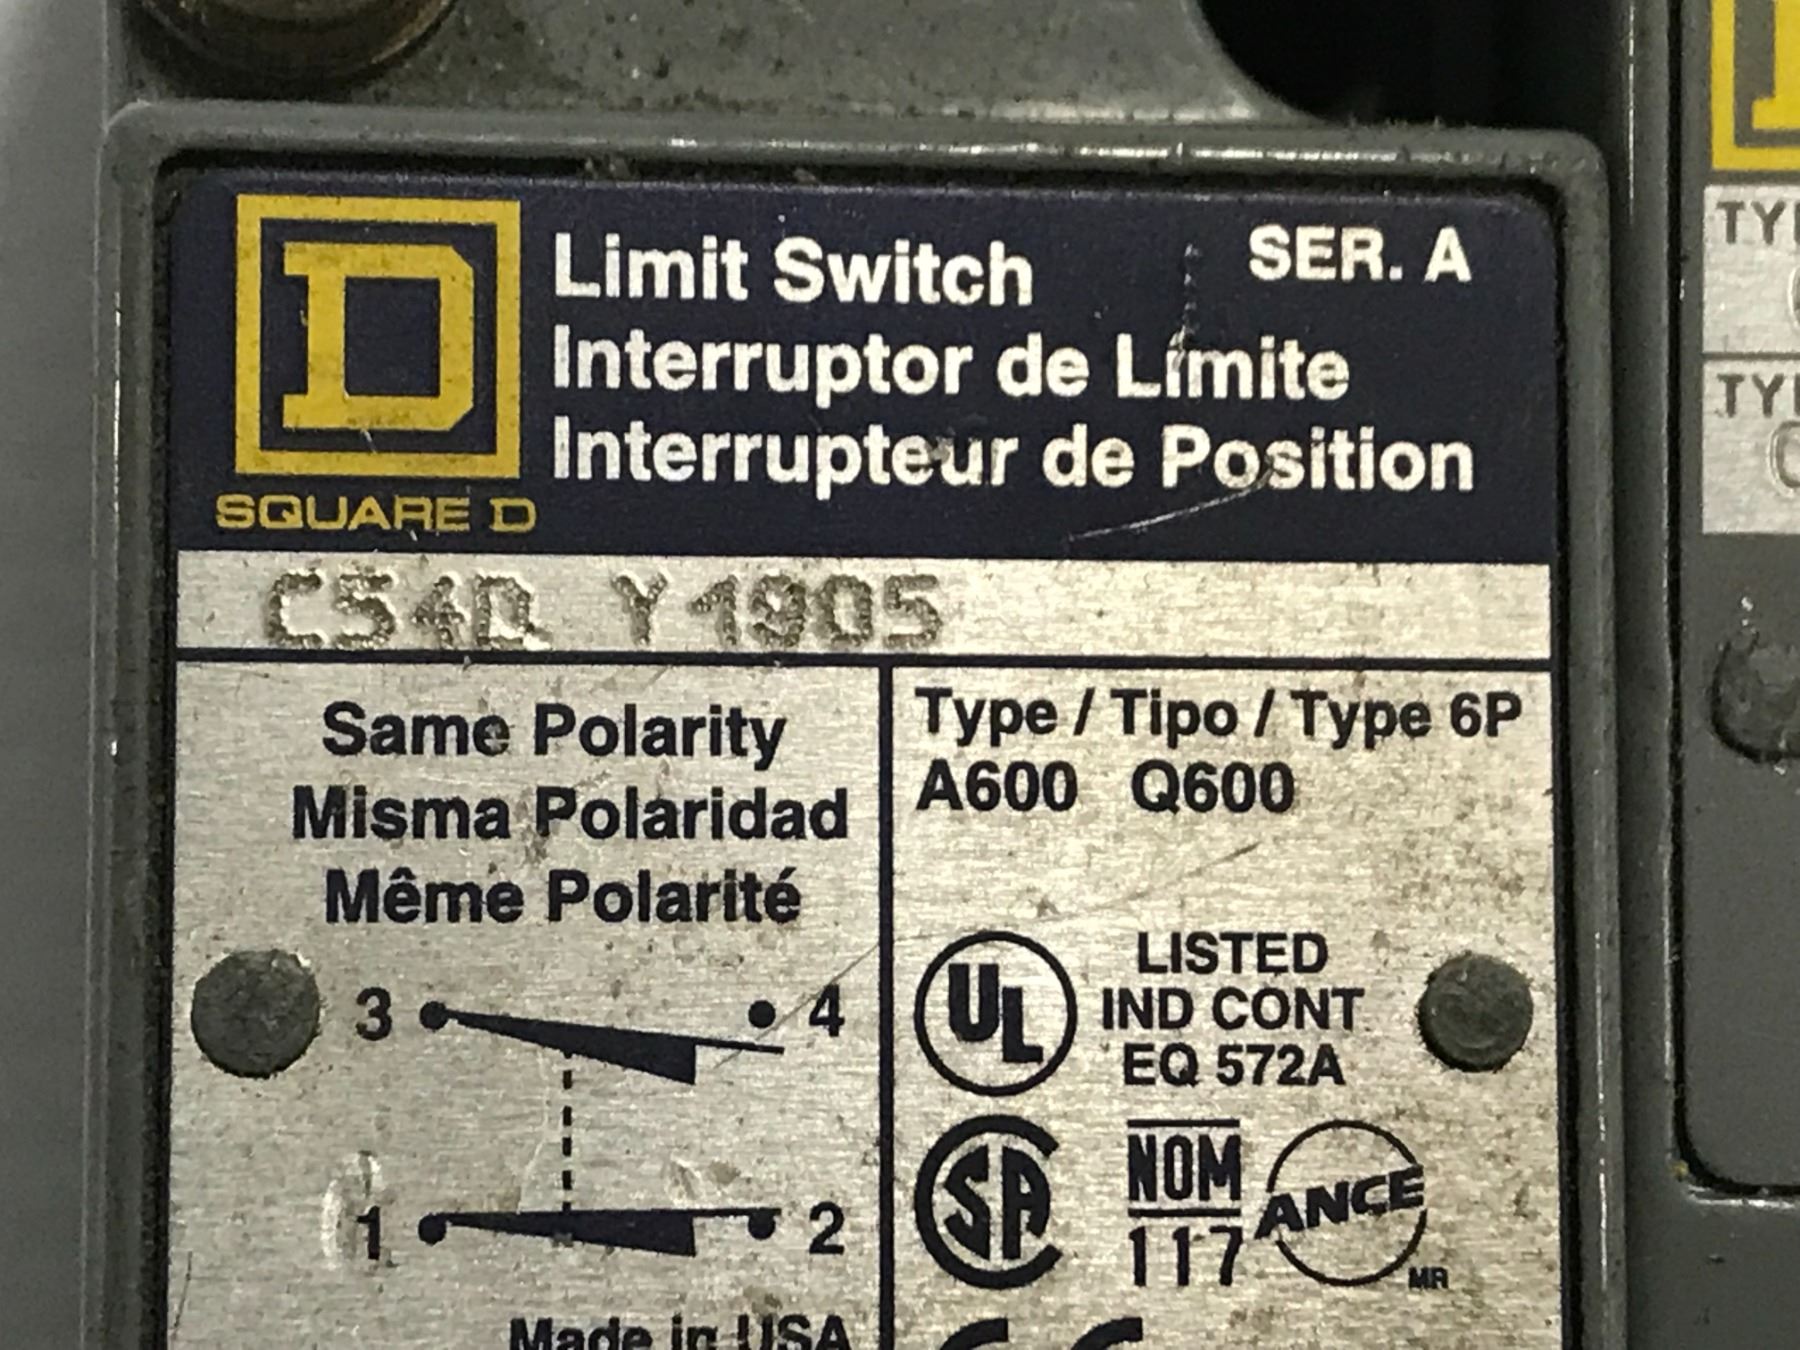 Limit Switch
SER. A
Interruptor de Límite
Interrupteur de Position
D
SQUARE D
C54D Y1905
Same Polarity
Misma Polaridad
Même Polarité
3 4
1 2
Made in USA
Type / Tipo / Type 6P
A600 Q600
UL
LISTED
IND CONT
EQ 572A
SA
NOM
117
ANCE
MR